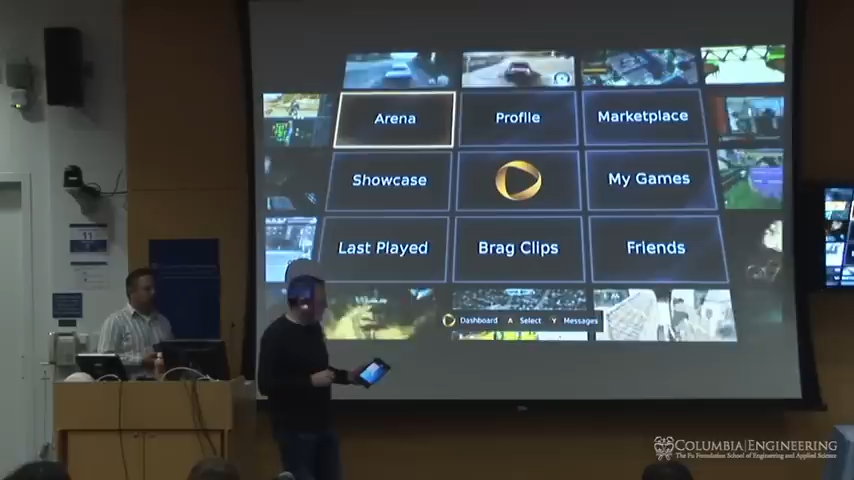 Arena
Profile
Marketplace
Showcase
My Games
Last Played
Brag Clips
Friends
Dashboard A Select Y Messages
11
COLUMBIA|ENGINEERING
The Fu Foundation School of Engineering and Applied Science